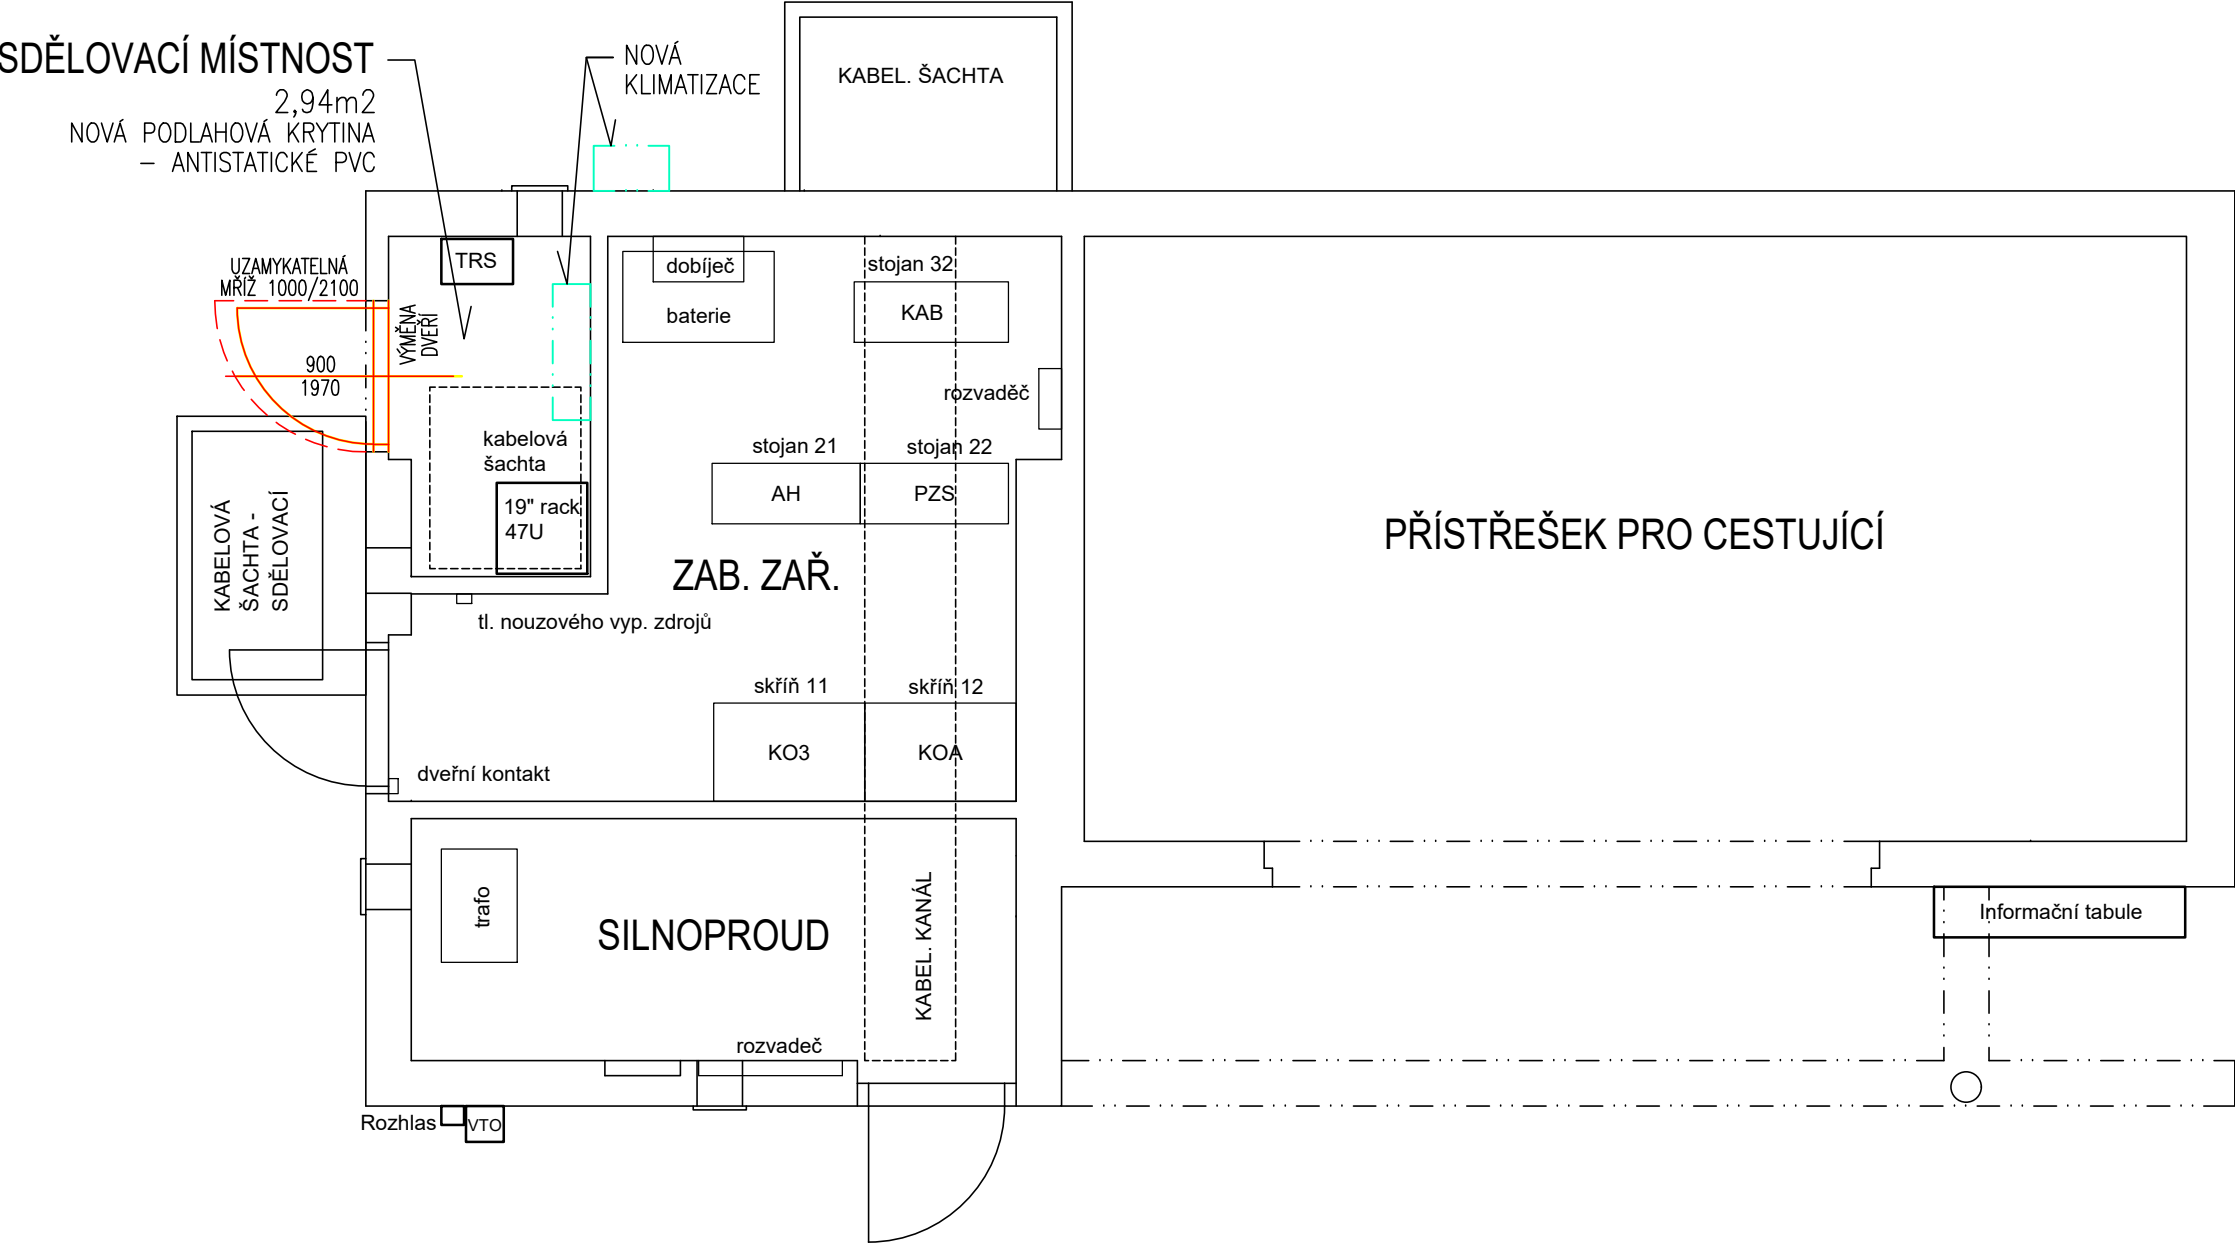 SDĚLOVACÍ MÍSTNOST
2,94m2
NOVÁ PODLAHOVÁ KRYTINA
– ANTISTATICKÉ PVC
NOVÁ
KLIMATIZACE
KABEL. ŠACHTA
UZAMYKATELNÁ
MŘÍŽ 1000/2100
VÝMĚNA
DVEŘÍ
900
1970
TRS
dobíječ
baterie
stojan 32
KAB
rozvaděč
kabelová
šachta
19" rack
47U
stojan 21
stojan 22
AH
PZS
KABELOVÁ
ŠACHTA -
SDĚLOVACÍ
ZAB. ZAŘ.
PŘÍSTŘEŠEK PRO CESTUJÍCÍ
tl. nouzového vyp. zdrojů
skříň 11
skříň 12
KO3
KOA
dveřní kontakt
trafo
SILNOPROUD
KABEL. KANÁL
Informační tabule
rozvadeč
Rozhlas
VTO